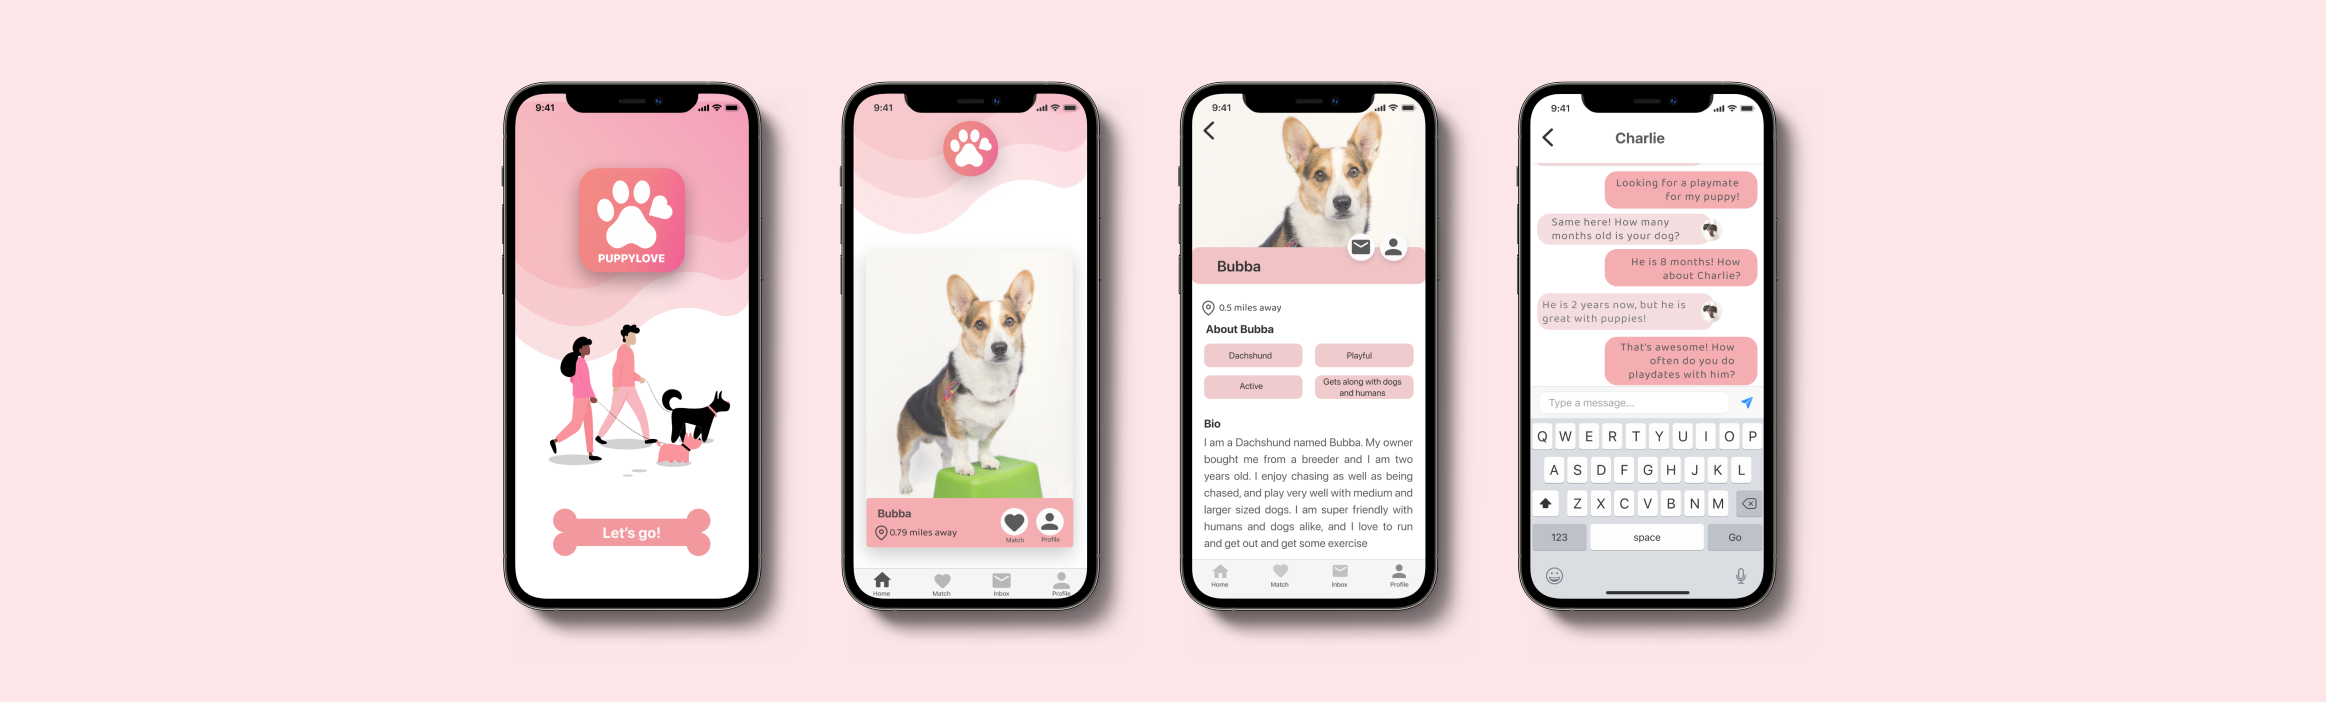 9:41
PUPPYLOVE
Let's go!
9:41
Bubba
0.79 miles away
Match
Profile
Home
Match
Inbox
Profile
9:41
Bubba
0.5 miles away
About Bubba
Dachshund
Playful
Active
Gets along with dogs
and humans
Bio
I am a Dachshund named Bubba. My owner
bought me from a breeder and I am two
years old. I enjoy chasing as well as being
chased, and play very well with medium and
larger sized dogs. I am super friendly with
humans and dogs alike, and I love to run
and get out and get some exercise
Home
Match
Inbox
Profile
9:41
Charlie
Looking for a playmate
for my puppy!
Same here! How many
months old is your dog?
He is 8 months! How
about Charlie?
He is 2 years now, but he is
great with puppies!
That's awesome! How
often do you do
playdates with him?
Type a message...
Q W E R T Y U I O P
A S D F G H J K L
Z X C V B N M
123
space
Go